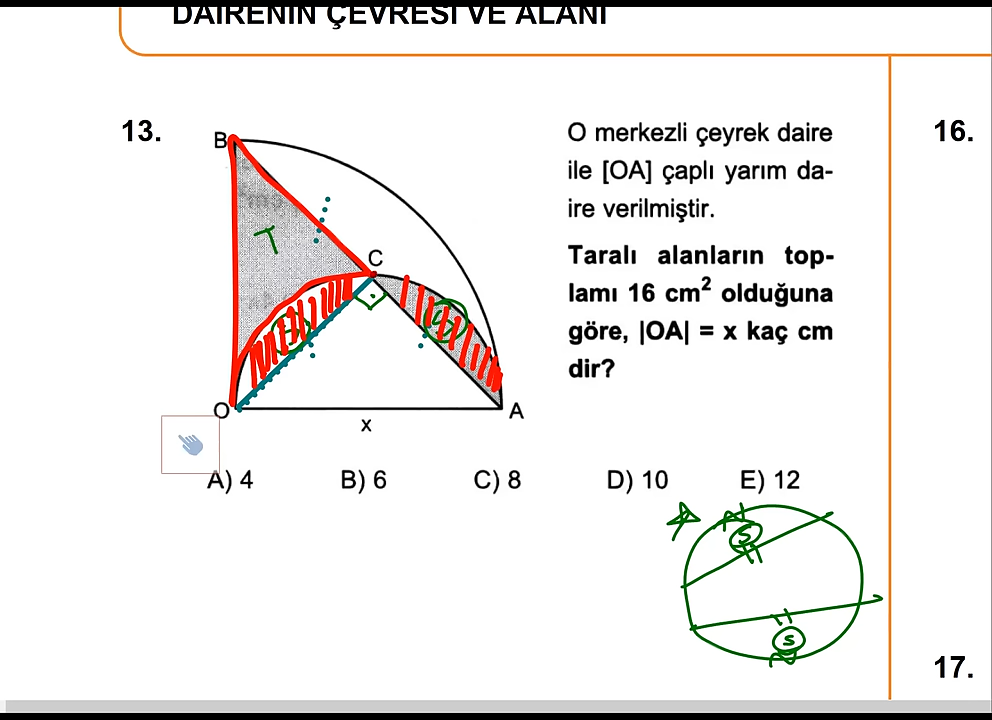 DAİRENİN ÇEVRESİ VE ALANI
13.
B
C
O
A
x
T
S
O merkezli çeyrek daire
ile [OA] çaplı yarım da-
ire verilmiştir.
Taralı alanların top-
lamı 16 cm² olduğuna
göre, |OA| = x kaç cm
dir?
A) 4 B) 6 C) 8 D) 10 E) 12
S
S
16.
17.